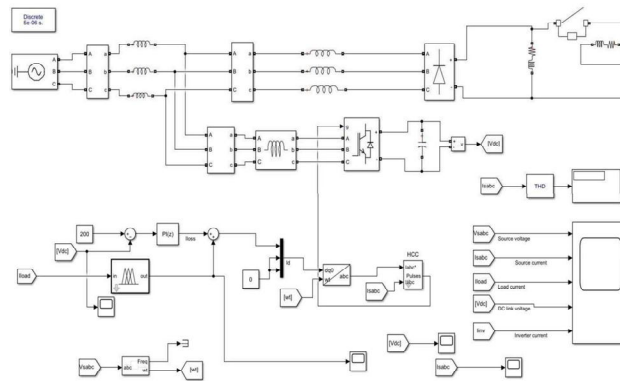 Discrete
5e-06 s.
A
B
C
A
B
C
a
b
c
A
B
C
a
b
c
A
B
C
+
-
A
B
C
a
b
c
A
B
C
a
b
c
g
A
B
C
+
-
[Vdc]
Isabc
THD
200
[Vdc]
PI(z)
Iloss
Iload
in
out
0
Id
[wt]
dq0
wt
abc
Isabc
HCC
Iabc*
Pulses
Iabc
Vsabc
Source voltage
Isabc
Source current
Iload
Load current
[Vdc]
DC link voltage
Iinv
Inverter current
[Vdc]
Isabc
Vsabc
abc
Freq
wt
[wt]